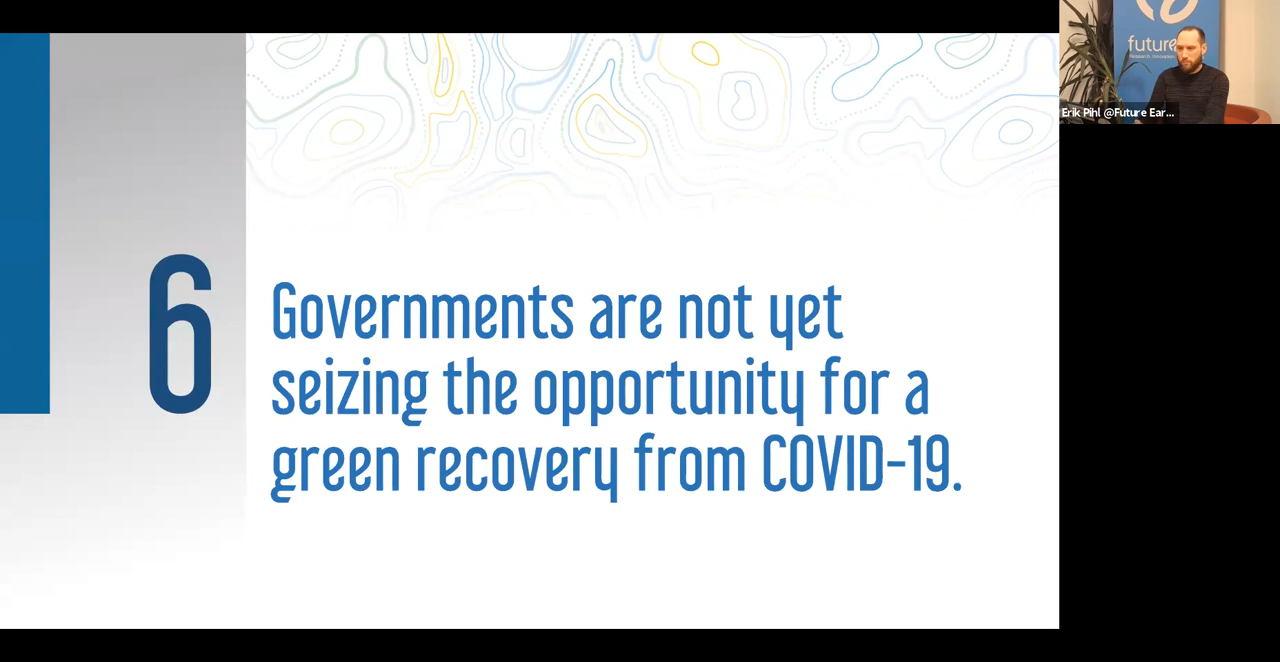 6
Governments are not yet
seizing the opportunity for a
green recovery from COVID-19.
future
Erik Pihl @Future Ear...